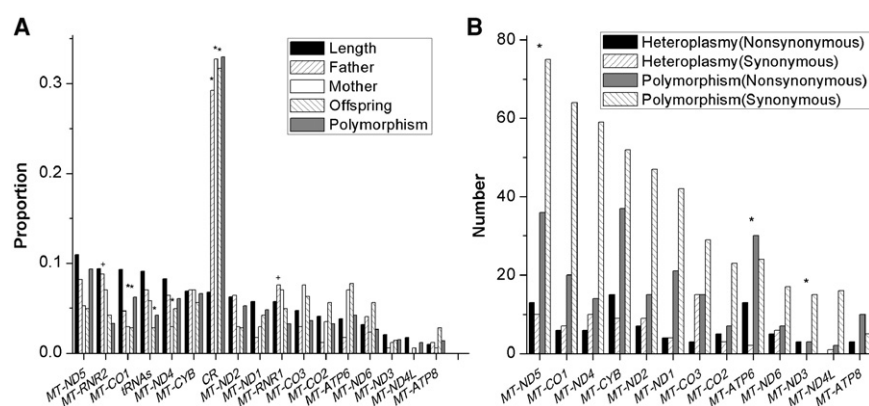 A
Length
Father
Mother
Offspring
Polymorphism
Proportion
0.3
0.2
0.1
0.0
* * *
+ * * * * +
MT-ND5 MT-RNR2 MT-CO1 tRNAs MT-ND4 MT-CYB CR MT-ND2 MT-ND1 MT-RNR1 MT-CO3 MT-CO2 MT-ATP6 MT-ND6 MT-ND3 MT-ND4L MT-ATP8
B
Heteroplasmy(Nonsynonymous)
Heteroplasmy(Synonymous)
Polymorphism(Nonsynonymous)
Polymorphism(Synonymous)
Number
80
60
40
20
0
* * *
MT-ND5 MT-CO1 MT-ND4 MT-CYB MT-ND2 MT-ND1 MT-CO3 MT-CO2 MT-ATP6 MT-ND6 MT-ND3 MT-ND4L MT-ATP8